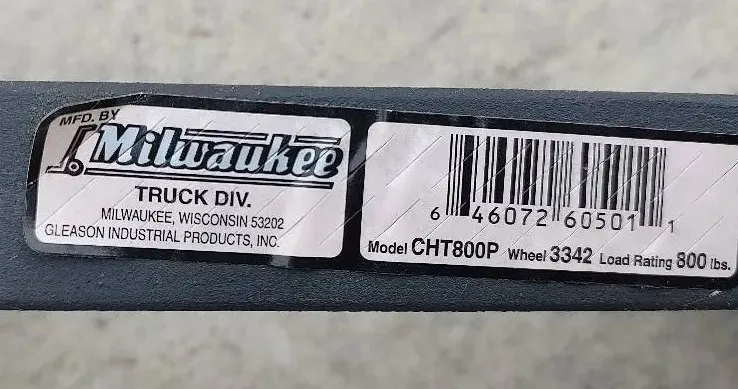 MFD. BY
Milwaukee
TRUCK DIV.
MILWAUKEE, WISCONSIN 53202
GLEASON INDUSTRIAL PRODUCTS, INC.
6 46072 60501 1
Model CHT800P Wheel 3342 Load Rating 800 lbs.